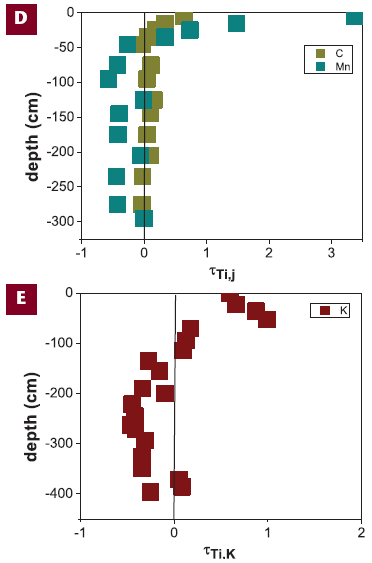 D
0
-50
-100
-150
-200
-250
-300
depth (cm)
C
Mn
-1 0 1 2 3
τTi,j
E
0
-100
-200
-300
-400
depth (cm)
K
-1 0 1 2
τTi,K